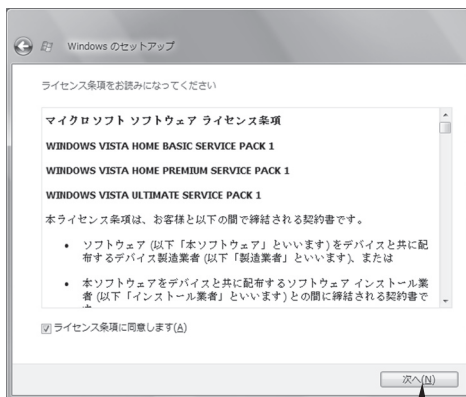 Windows のセットアップ
ライセンス条項をお読みになってください
マイクロソフト ソフトウェア ライセンス条項
WINDOWS VISTA HOME BASIC SERVICE PACK 1
WINDOWS VISTA HOME PREMIUM SERVICE PACK 1
WINDOWS VISTA ULTIMATE SERVICE PACK 1
本ライセンス条項は、お客様と以下の間で締結される契約書です。
• ソフトウェア (以下「本ソフトウェア」といいます) をデバイスと共に配
布するデバイス製造業者 (以下「製造業者」といいます)、または
• 本ソフトウェアをデバイスと共に配布するソフトウェア インストール業
者 (以下「インストール業者」といいます) との間に締結される契約書で
ライセンス条項に同意します(A)
次へ(N)